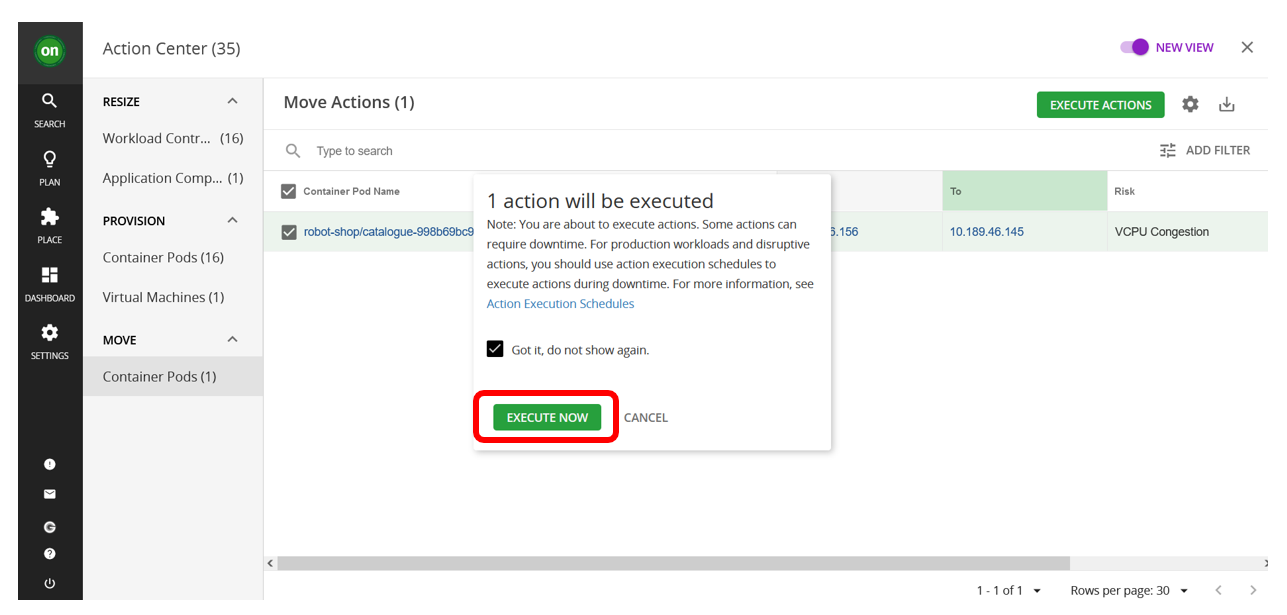 on
Action Center (35)
NEW VIEW
SEARCH
PLAN
PLACE
DASHBOARD
SETTINGS
RESIZE
Workload Contr... (16)
Application Comp... (1)
PROVISION
Container Pods (16)
Virtual Machines (1)
MOVE
Container Pods (1)
Move Actions (1)
EXECUTE ACTIONS
Type to search
ADD FILTER
Container Pod Name
To
Risk
robot-shop/catalogue-998b69bc9
.156
10.189.46.145
VCPU Congestion
1 action will be executed
Note: You are about to execute actions. Some actions can
require downtime. For production workloads and disruptive
actions, you should use action execution schedules to
execute actions during downtime. For more information, see
Action Execution Schedules
Got it, do not show again.
EXECUTE NOW
CANCEL
1 - 1 of 1
Rows per page: 30